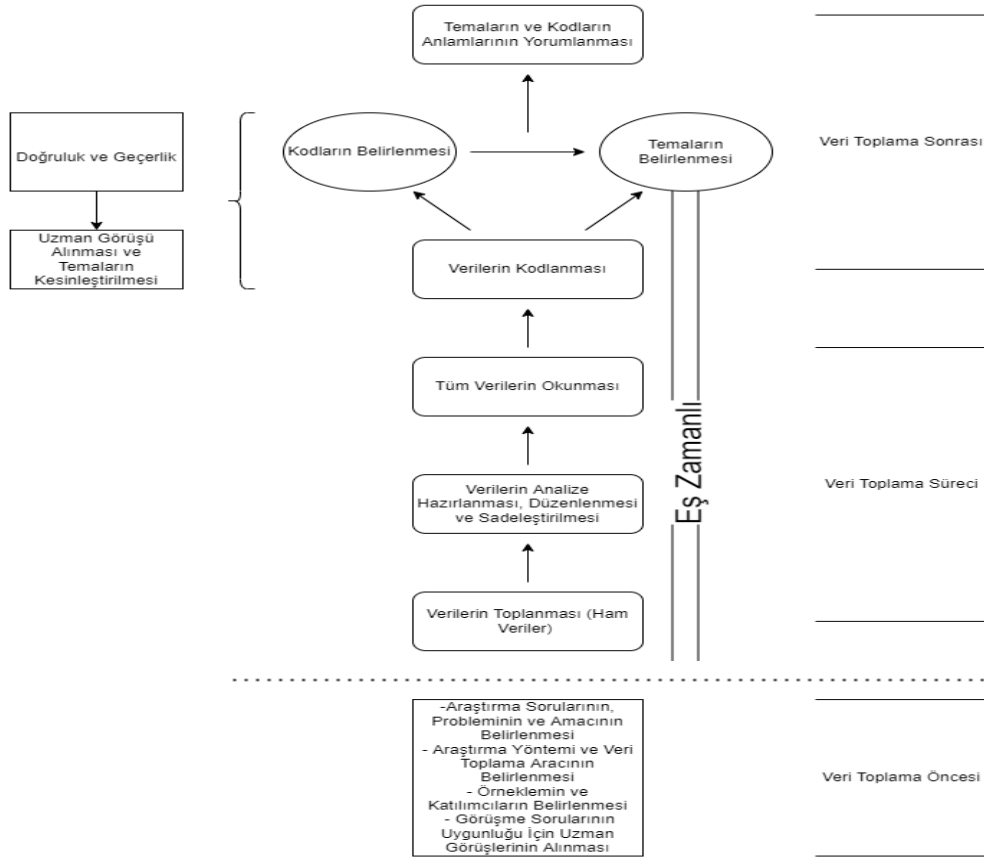 Temaların ve Kodların
Anlamlarının Yorumlanması
Doğruluk ve Geçerlik
Kodların Belirlenmesi
Temaların
Belirlenmesi
Veri Toplama Sonrası
Uzman Görüşü
Alınması ve
Temaların
Kesinleştirilmesi
Verilerin Kodlanması
Tüm Verilerin Okunması
Eş Zamanlı
Verilerin Analize
Hazırlanması, Düzenlenmesi
ve Sadeleştirilmesi
Veri Toplama Süreci
Verilerin Toplanması (Ham
Veriler)
-Araştırma Sorularının,
Probleminin ve Amacının
Belirlenmesi
- Araştırma Yöntemi ve Veri
Toplama Aracının
Belirlenmesi
- Örneklemin ve
Katılımcıların Belirlenmesi
- Görüşme Sorularının
Uygunluğu İçin Uzman
Görüşlerinin Alınması
Veri Toplama Öncesi